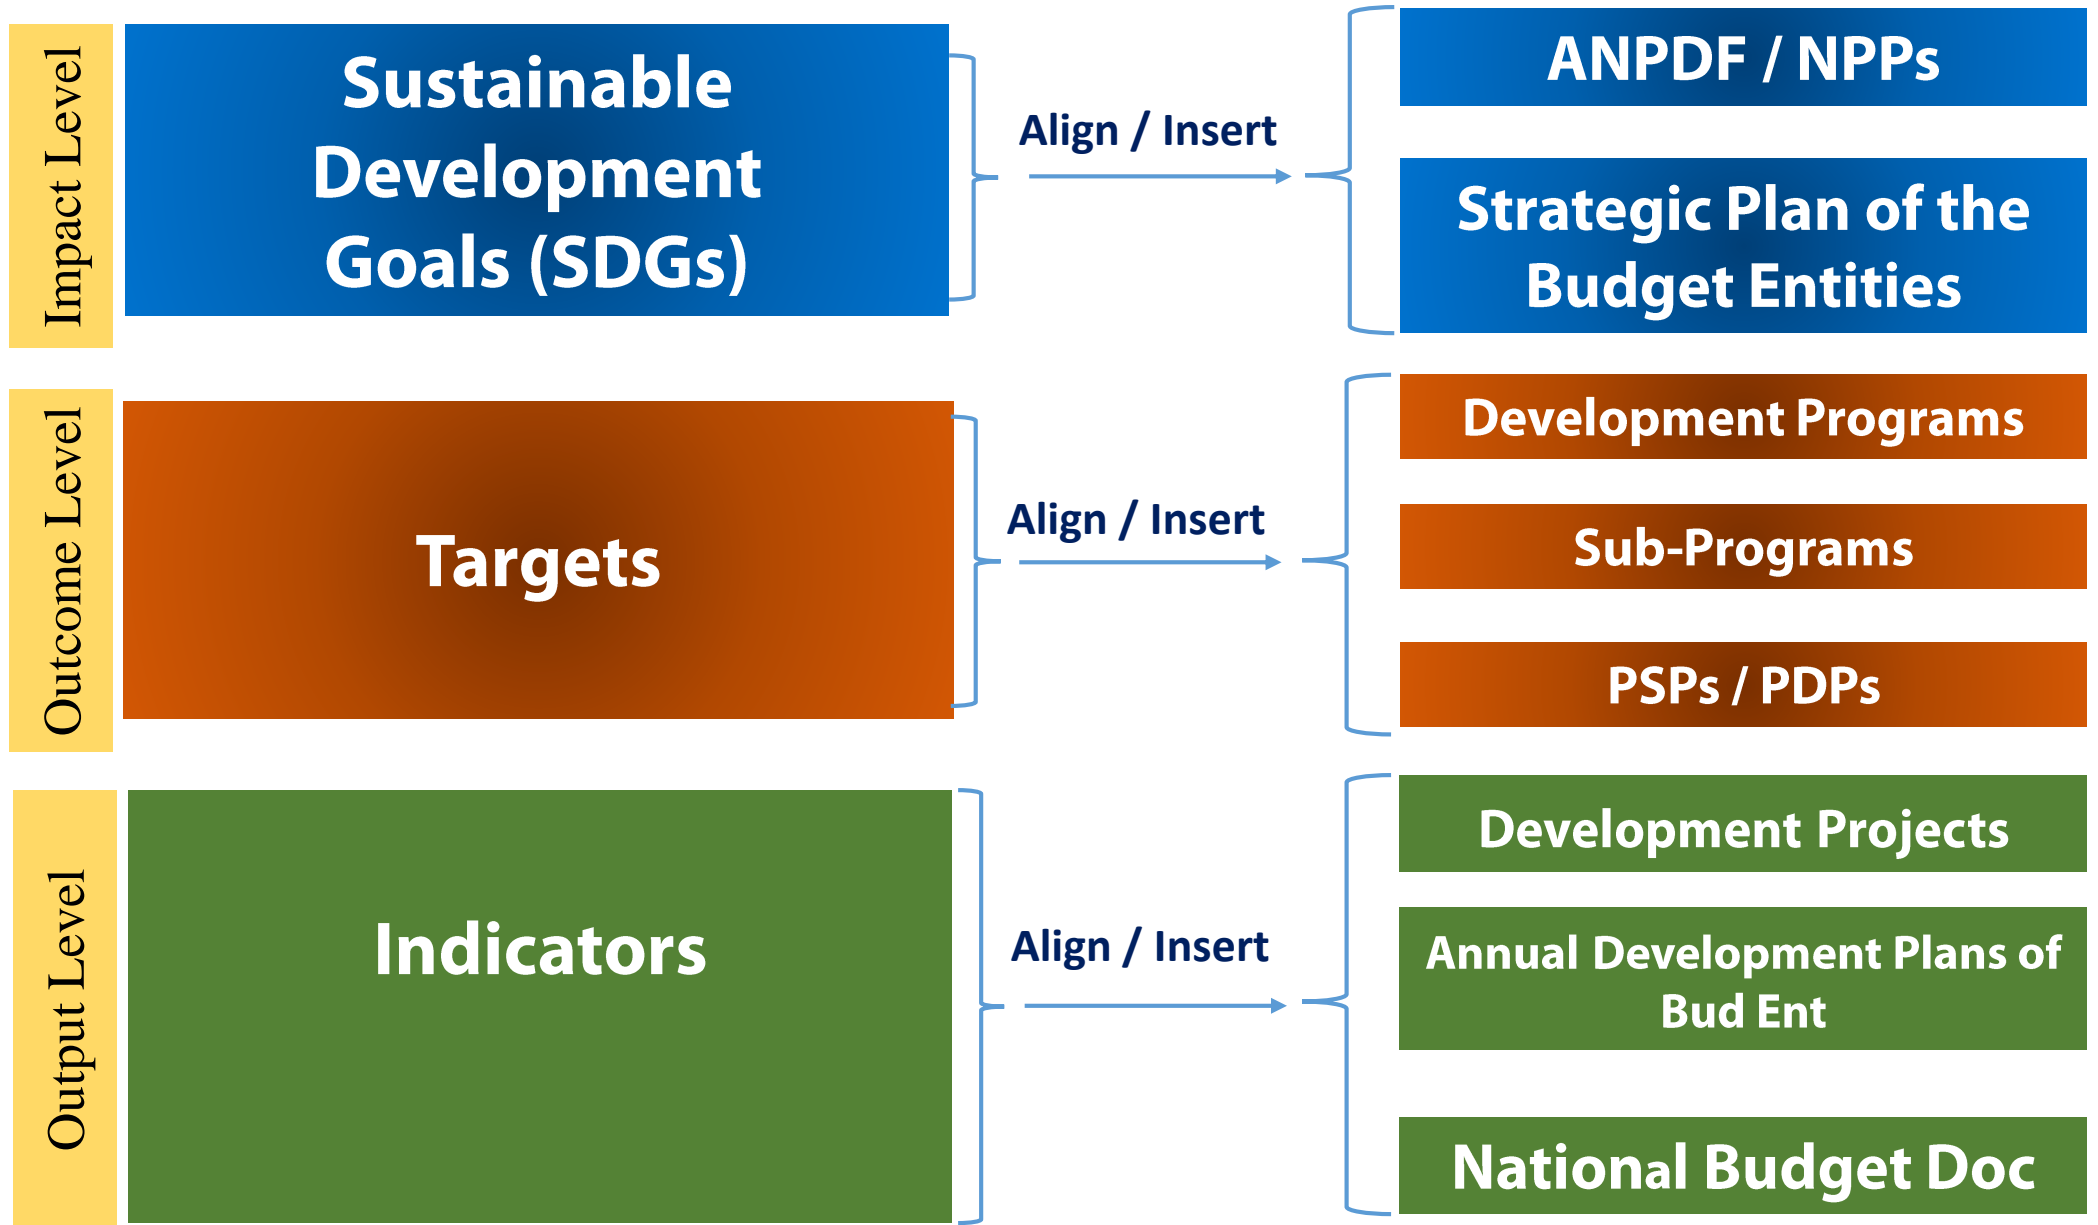 Impact Level
Sustainable
Development
Goals (SDGs)
Align / Insert
ANPDF / NPPs
Strategic Plan of the
Budget Entities
Outcome Level
Targets
Align / Insert
Development Programs
Sub-Programs
PSPs / PDPs
Output Level
Indicators
Align / Insert
Development Projects
Annual Development Plans of
Bud Ent
National Budget Doc